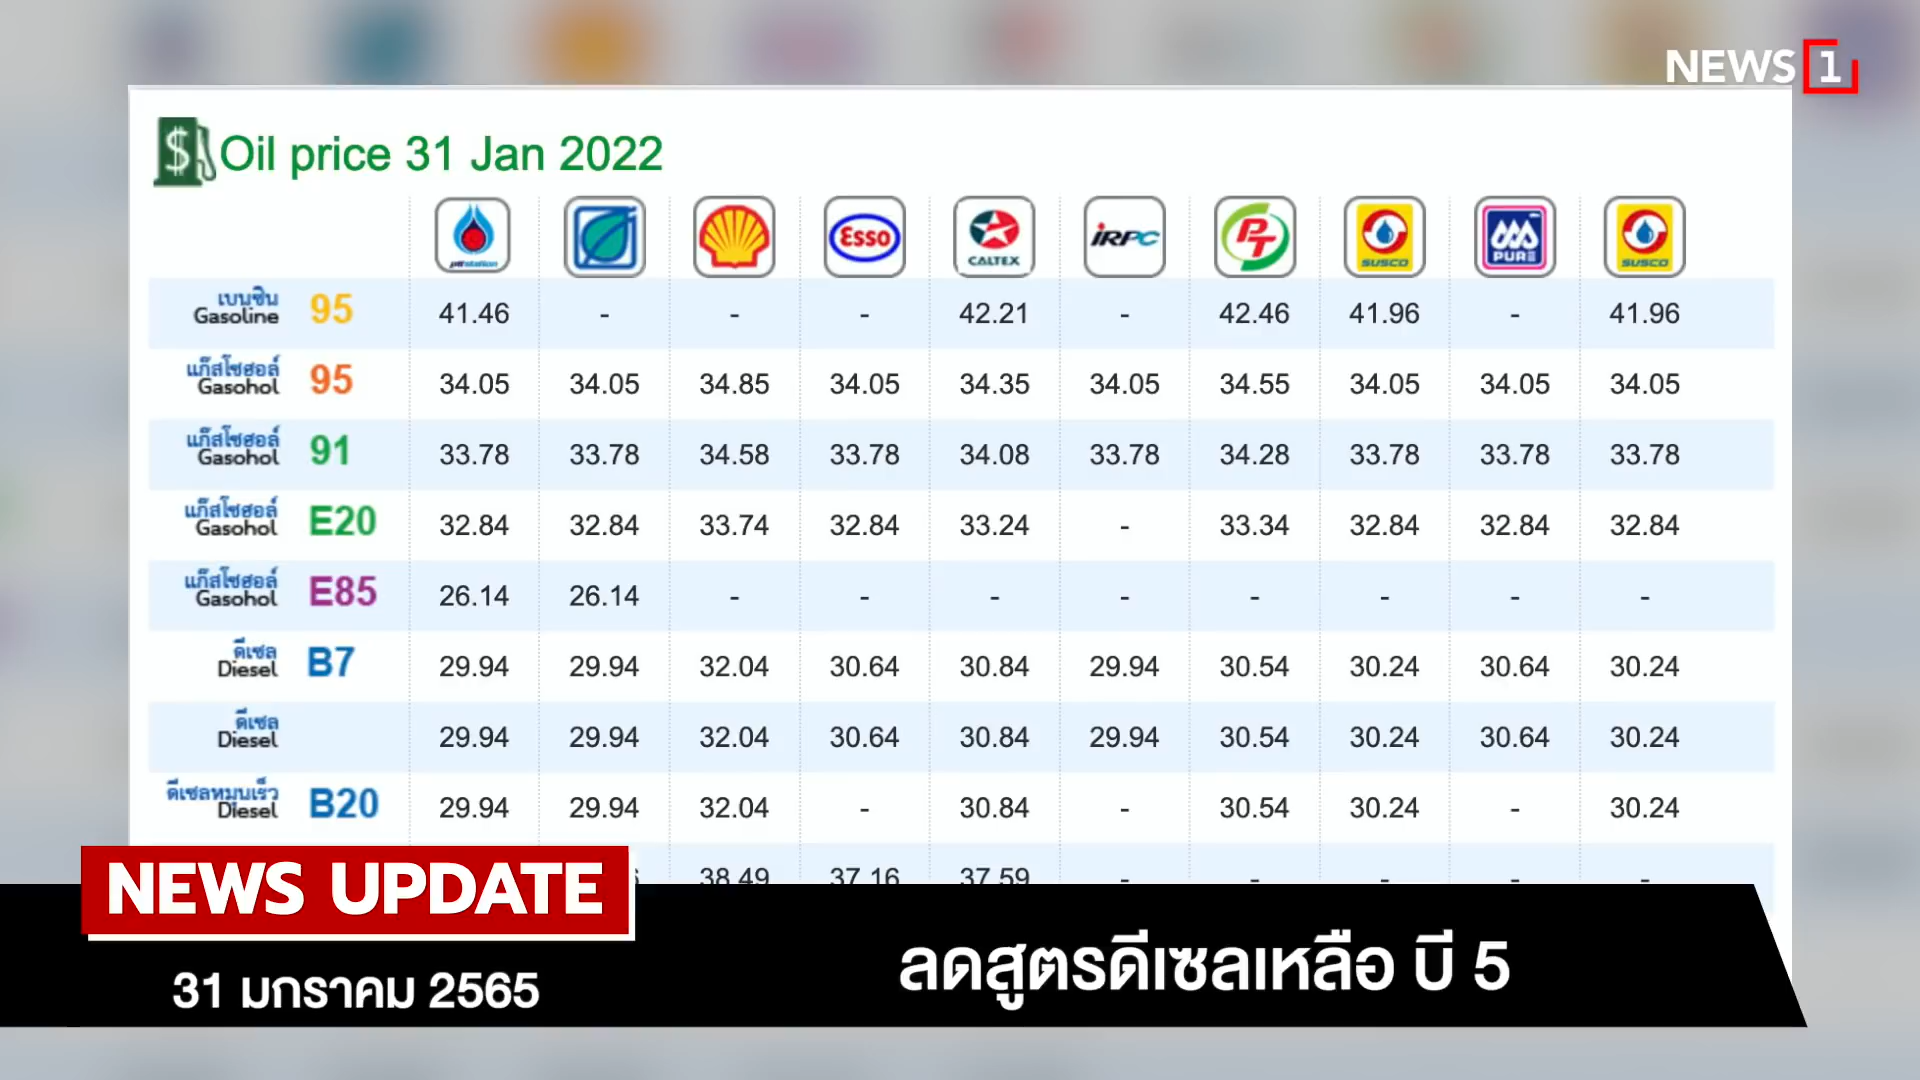 NEWS 1
Oil price 31 Jan 2022
pttstation Esso CALTEX IRPC PT SUSCO PURE SUSCO
เบนซิน
Gasoline 95 41.46 - - - 42.21 - 42.46 41.96 - 41.96
แก๊สโซฮอล์
Gasohol 95 34.05 34.05 34.85 34.05 34.35 34.05 34.55 34.05 34.05 34.05
แก๊สโซฮอล์
Gasohol 91 33.78 33.78 34.58 33.78 34.08 33.78 34.28 33.78 33.78 33.78
แก๊สโซฮอล์
Gasohol E20 32.84 32.84 33.74 32.84 33.24 - 33.34 32.84 32.84 32.84
แก๊สโซฮอล์
Gasohol E85 26.14 26.14 - - - - - - - -
ดีเซล
Diesel B7 29.94 29.94 32.04 30.64 30.84 29.94 30.54 30.24 30.64 30.24
ดีเซล
Diesel 29.94 29.94 32.04 30.64 30.84 29.94 30.54 30.24 30.64 30.24
ดีเซลหมุนเร็ว
Diesel B20 29.94 29.94 32.04 - 30.84 - 30.54 30.24 - 30.24
38.49 37.16 37.59 - - - - -
NEWS UPDATE
31 มกราคม 2565
ลดสูตรดีเซลเหลือ บี 5